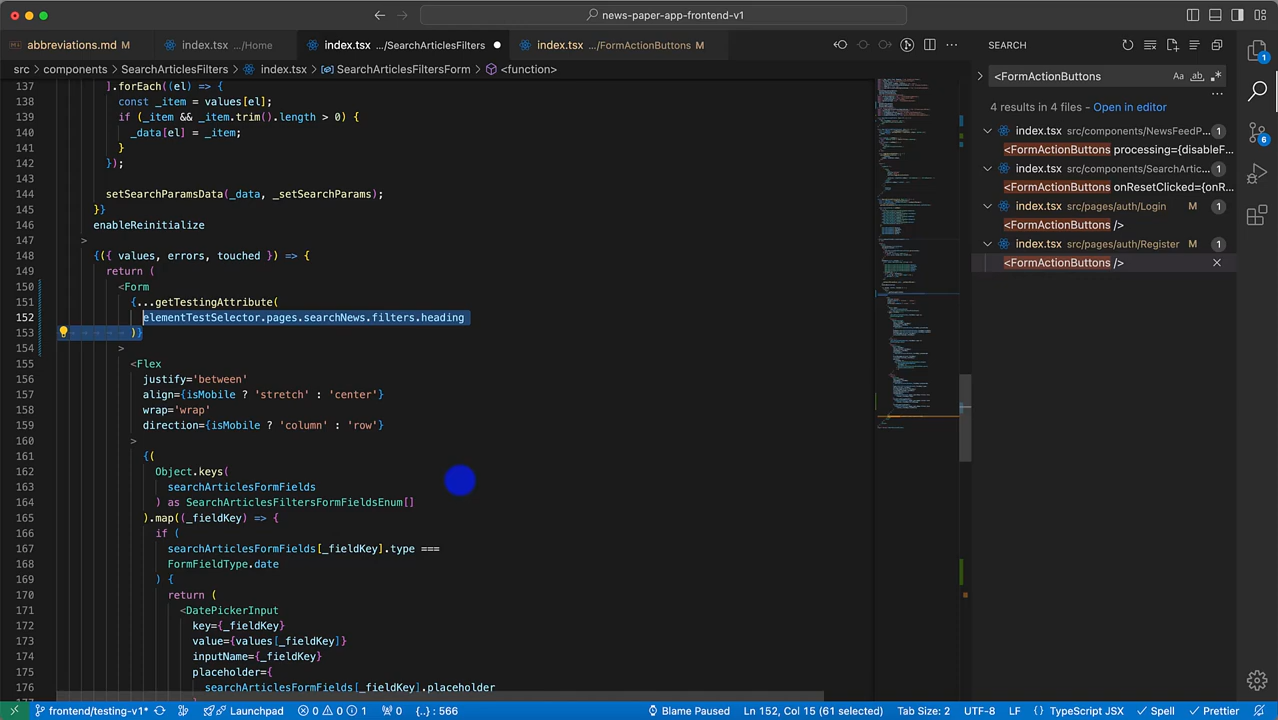 news-paper-app-frontend-v1
abbreviations.md M
index.tsx .../Home
index.tsx .../SearchArticlesFilters
index.tsx .../FormActionButtons M
SEARCH
src > components > SearchArticlesFilters > index.tsx > SearchArticlesFiltersForm > <function>
137 ].forEach((el) => {
138 const _item = values[el];
139 if (_item && _item.trim().length > 0) {
140 _data[el] = _item;
141 }
142 });
143
144 setSearchParamsData(_data, _setSearchParams);
145 }}
146 enableReinitialize
147 >
148 {({ values, errors, touched }) => {
149 return (
150 <Form
151 {...getTestingAttribute(
152 elementsSetSelector.pages.searchNews.filters.heading
153 )}
154 >
155 <Flex
156 justify='between'
157 align={isMobile ? 'stretch' : 'center'}
158 wrap='wrap'
159 direction={isMobile ? 'column' : 'row'}
160 >
161 {(
162 Object.keys(
163 searchArticlesFormFields
164 ) as SearchArticlesFiltersFormFieldsEnum[]
165 ).map((_fieldKey) => {
166 if (
167 searchArticlesFormFields[_fieldKey].type ===
168 FormFieldType.date
169 ) {
170 return (
171 <DatePickerInput
172 key={_fieldKey}
173 value={values[_fieldKey]}
174 inputName={_fieldKey}
175 placeholder={
176 searchArticlesFormFields[_fieldKey].placeholder
<FormActionButtons
Aa ab
4 results in 4 files - Open in editor
index.tsx src/components/NewsFeedP... 1
<FormActionButtons processing={disableF...
index.tsx src/components/SearchArtic... 1
<FormActionButtons onResetClicked={onR...
index.tsx src/pages/auth/Login M 1
<FormActionButtons />
index.tsx src/pages/auth/Register M 1
<FormActionButtons />
1
6
frontend/testing-v1*
Launchpad
0 0 1
0
{..} : 566
Blame Paused
Ln 152, Col 15 (61 selected)
Tab Size: 2
UTF-8
LF
{} TypeScript JSX
Spell
Prettier